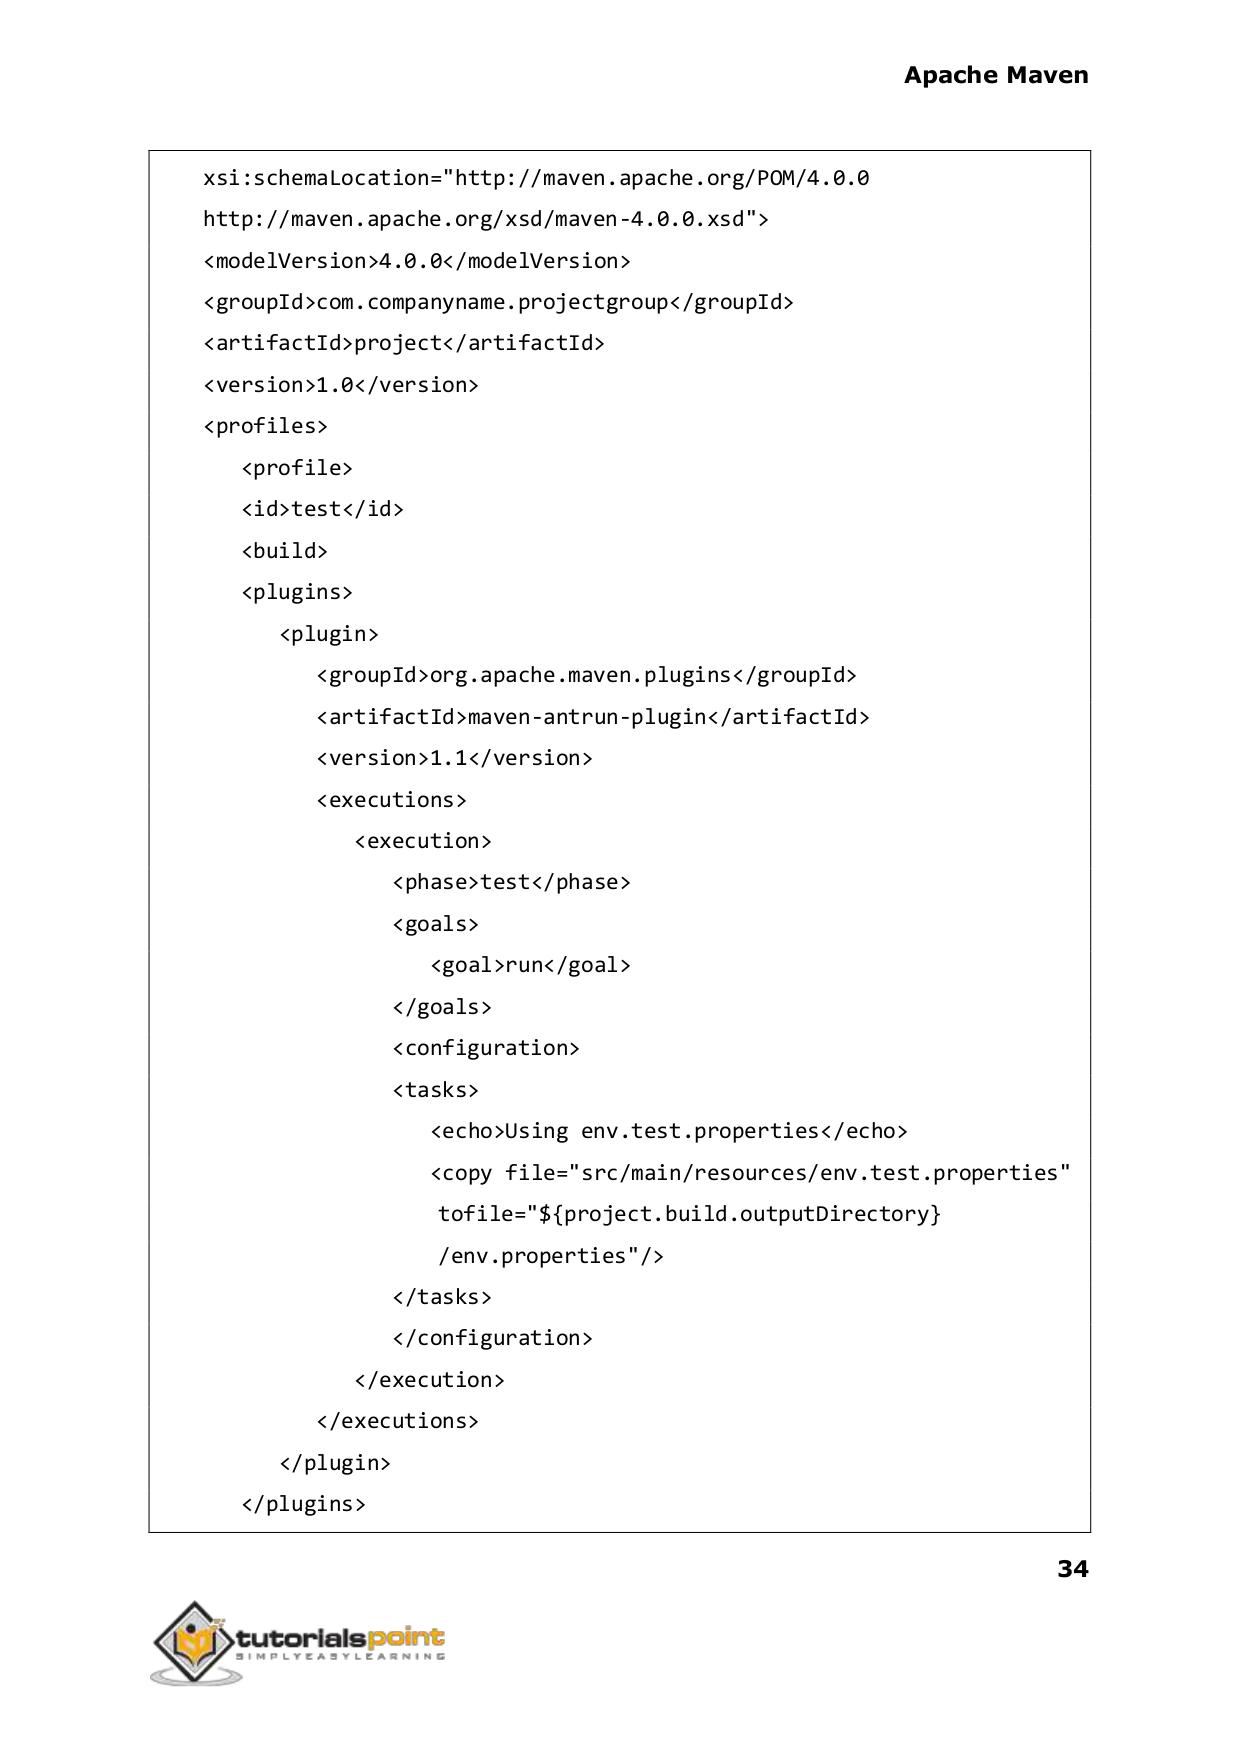 Apache Maven
xsi:schemaLocation="http://maven.apache.org/POM/4.0.0
http://maven.apache.org/xsd/maven-4.0.0.xsd">
<modelVersion>4.0.0</modelVersion>
<groupId>com.companyname.projectgroup</groupId>
<artifactId>project</artifactId>
<version>1.0</version>
<profiles>
   <profile>
   <id>test</id>
   <build>
   <plugins>
      <plugin>
         <groupId>org.apache.maven.plugins</groupId>
         <artifactId>maven-antrun-plugin</artifactId>
         <version>1.1</version>
         <executions>
            <execution>
               <phase>test</phase>
               <goals>
                  <goal>run</goal>
               </goals>
               <configuration>
               <tasks>
                  <echo>Using env.test.properties</echo>
                  <copy file="src/main/resources/env.test.properties"
                  tofile="${project.build.outputDirectory}
                  /env.properties"/>
               </tasks>
               </configuration>
            </execution>
         </executions>
      </plugin>
   </plugins>
34
tutorialspoint
SIMPLYEASYLEARNING